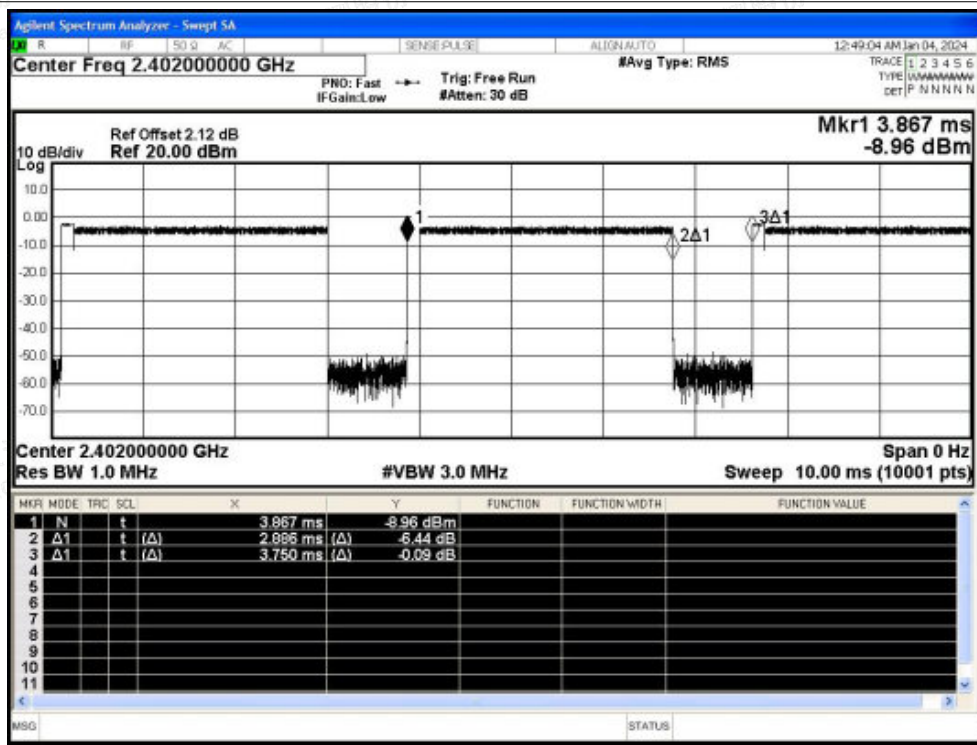 Agilent Spectrum Analyzer - Swept SA
R RF 50 Ω AC SENSE:PULSE ALIGN AUTO 12:49:04 AM Jan 04, 2024
Center Freq 2.402000000 GHz #Avg Type: RMS TRACE 1 2 3 4 5 6
PNO: Fast Trig: Free Run TYPE
IFGain:Low #Atten: 30 dB DET P N N N N N
Mkr1 3.867 ms
Ref Offset 2.12 dB
10 dB/div Ref 20.00 dBm -8.96 dBm
Log
10.0
0.00
1
3Δ1
2Δ1
-10.0
-20.0
-30.0
-40.0
-50.0
-60.0
-70.0
Center 2.402000000 GHz Span 0 Hz
Res BW 1.0 MHz #VBW 3.0 MHz Sweep 10.00 ms (10001 pts)
MKR MODE TRC SCL X Y FUNCTION FUNCTION WIDTH FUNCTION VALUE
1 N t 3.867 ms -8.96 dBm
2 Δ1 t (Δ) 2.886 ms (Δ) -6.44 dB
3 Δ1 t (Δ) 3.750 ms (Δ) -0.09 dB
4
5
6
7
8
9
10
11
MSG STATUS